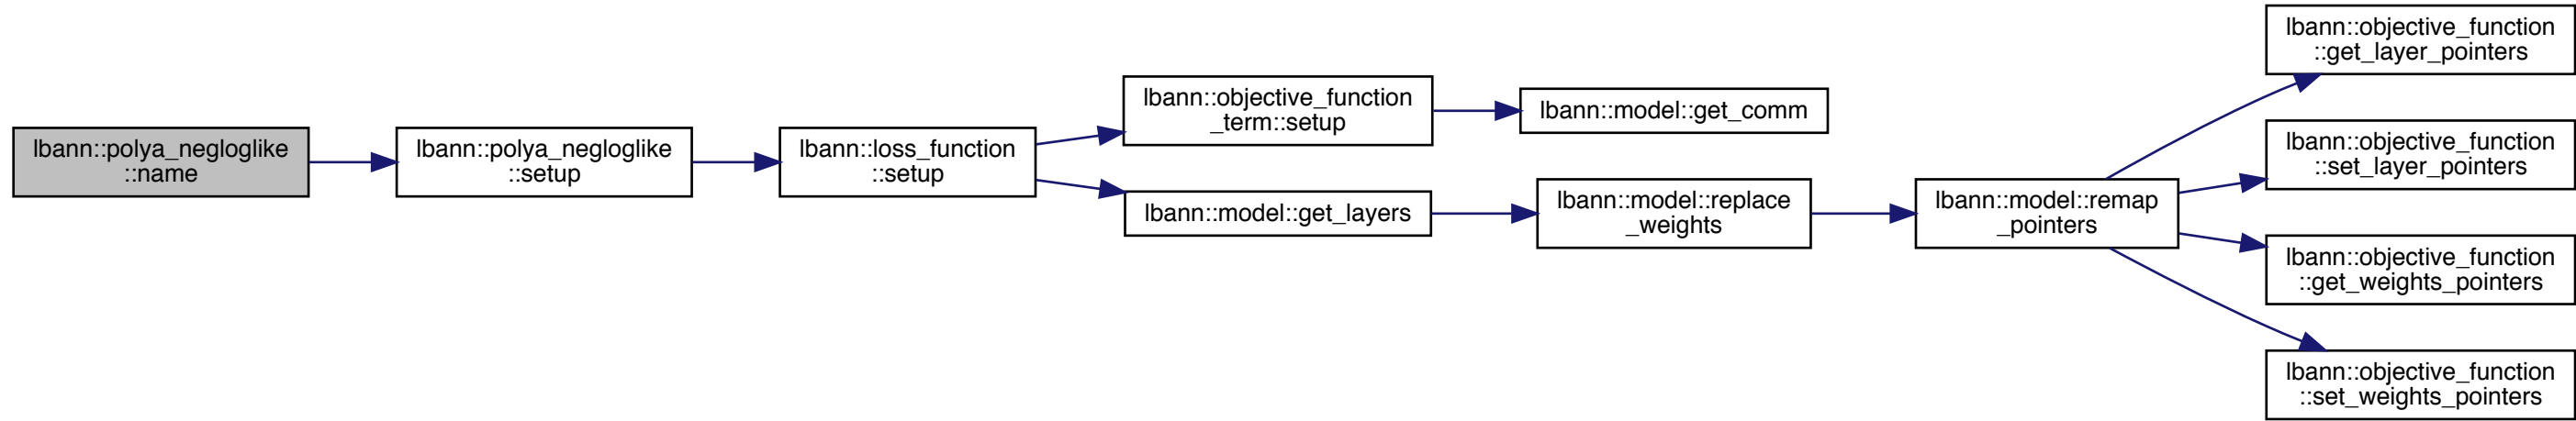 lbann::polya_negloglike
::name
lbann::polya_negloglike
::setup
lbann::loss_function
::setup
lbann::objective_function
_term::setup
lbann::model::get_comm
lbann::model::get_layers
lbann::model::replace
_weights
lbann::model::remap
_pointers
lbann::objective_function
::get_layer_pointers
lbann::objective_function
::set_layer_pointers
lbann::objective_function
::get_weights_pointers
lbann::objective_function
::set_weights_pointers